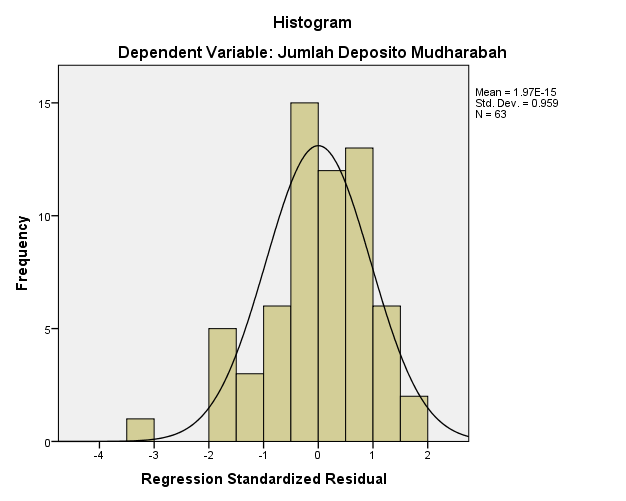 Histogram
Dependent Variable: Jumlah Deposito Mudharabah
Mean = 1.97E-15
Std. Dev. = 0.959
N = 63
Frequency
15
10
5
0
-4 -3 -2 -1 0 1 2
Regression Standardized Residual